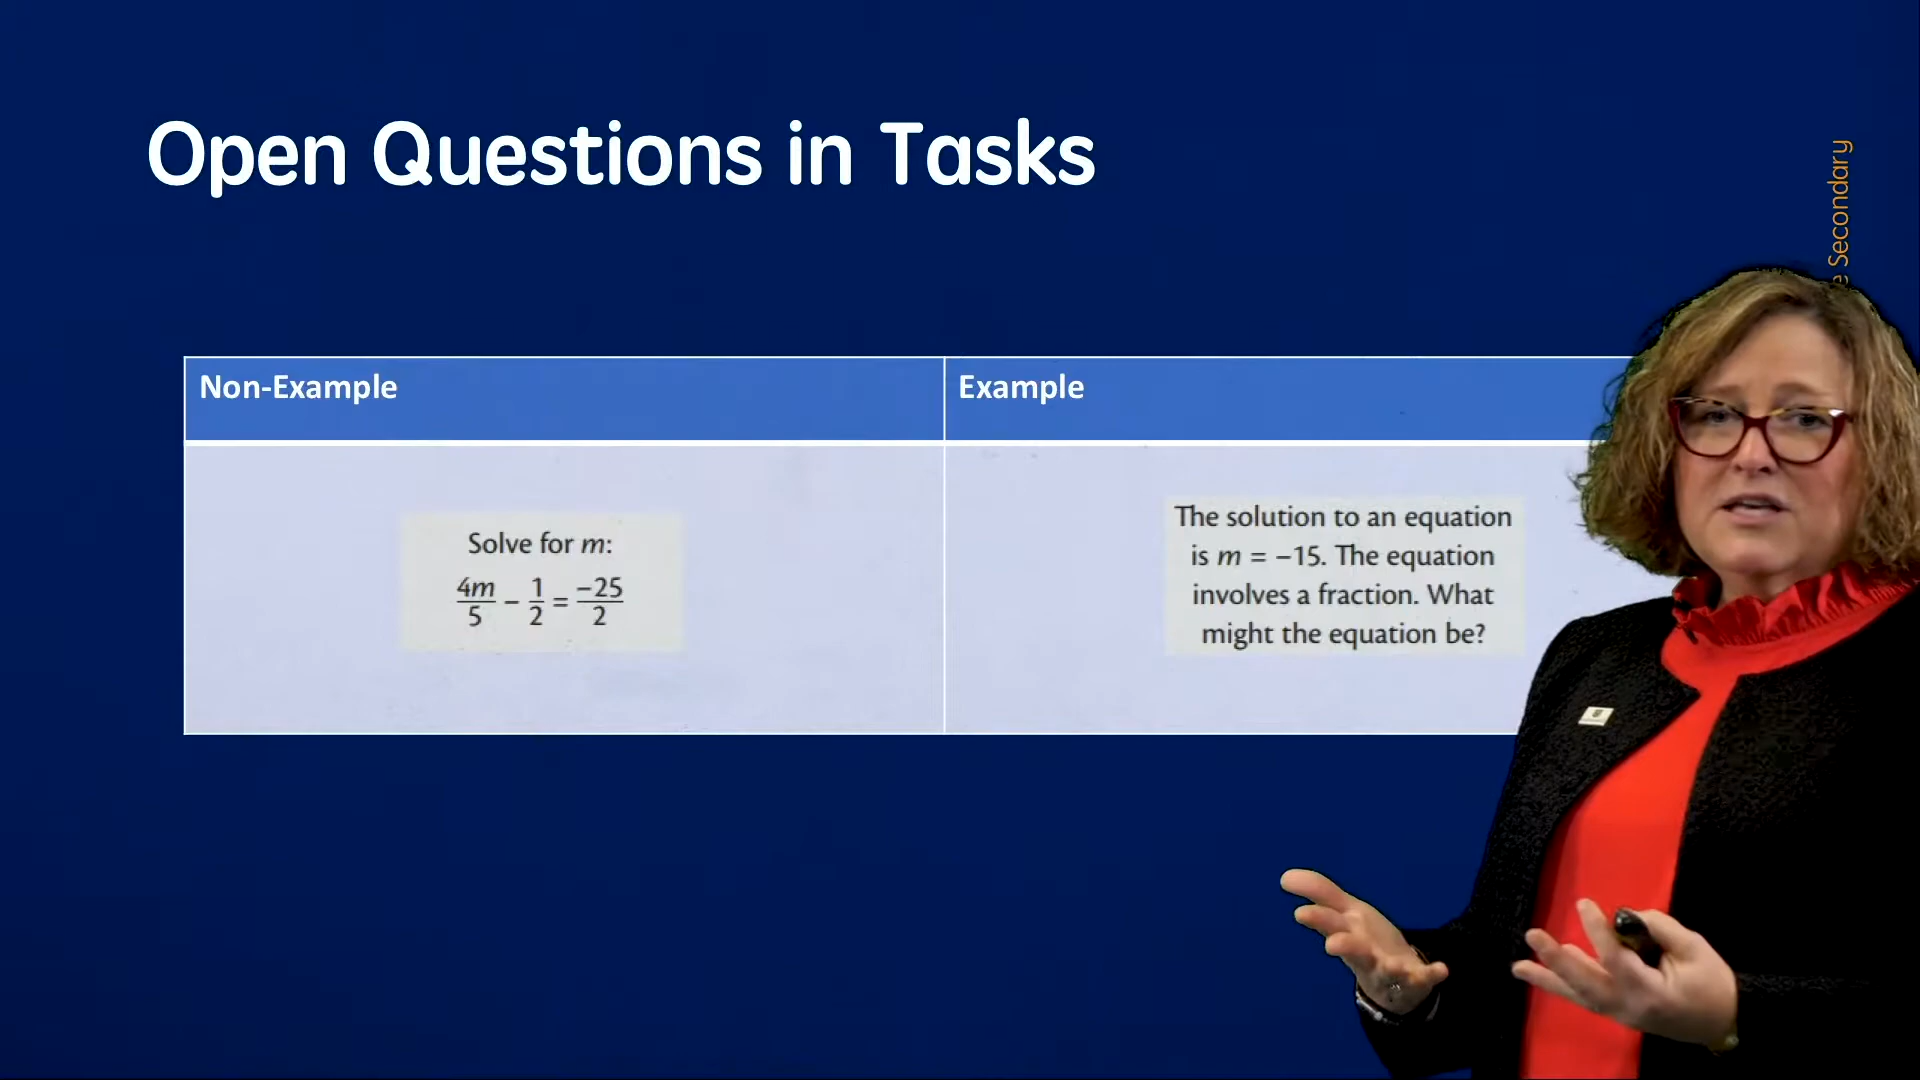 Open Questions in Tasks
Secondary
Non-Example
Example
Solve for m:
4m/5 − 1/2 = −25/2
The solution to an equation
is m = −15. The equation
involves a fraction. What
might the equation be?